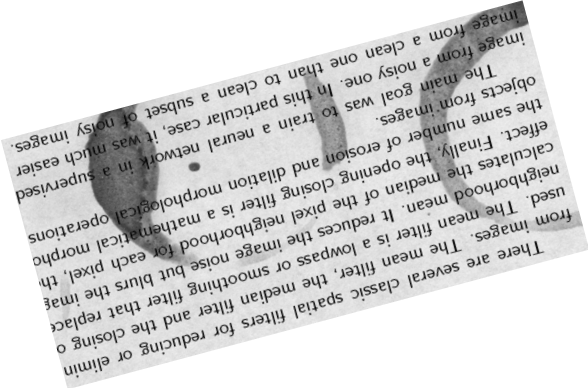 There are several classic spatial filters for reducing or elimin
from images. The mean filter, the median filter and the closing o
used. The mean filter is a lowpass or smoothing filter that replace
neighborhood mean. It reduces the image noise but blurs the imag
calculates the median of the pixel neighborhood for each pixel, th
effect. Finally, the opening closing filter is a mathematical morpho
the same number of erosion and dilation morphological operations
objects from images.
The main goal was to train a neural network in a supervised
image from a noisy one. In this particular case, it was much easier
image from a clean one than to clean a subset of noisy images.